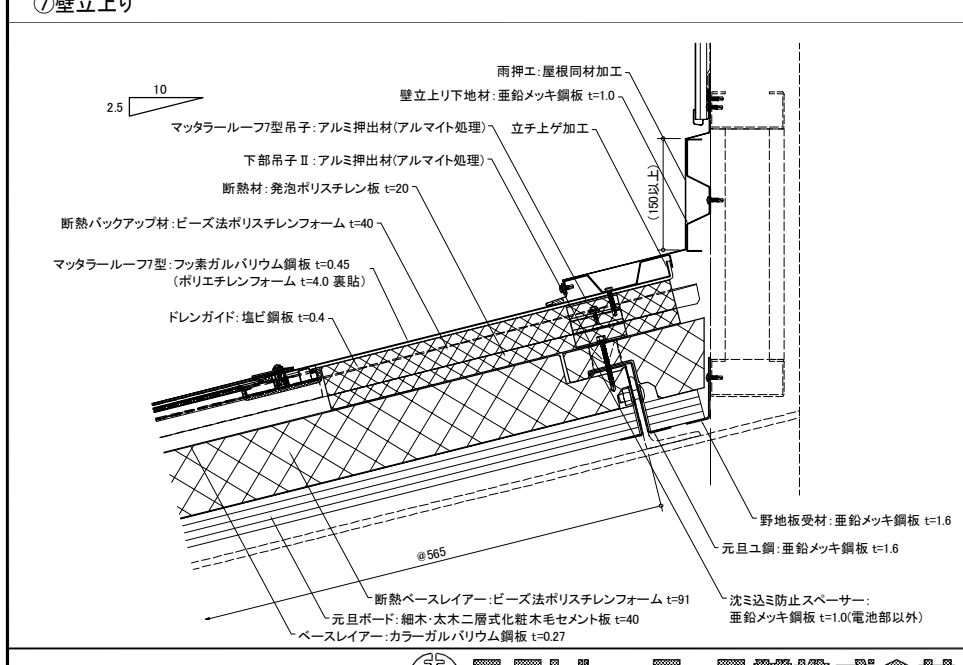 ⑦壁立上り
10
2.5
雨押エ:屋根同材加工
壁立上り下地材:亜鉛メッキ鋼板 t=1.0
マッタラールーフ7型吊子:アルミ押出材(アルマイト処理)
立チ上ゲ加工
下部吊子Ⅱ:アルミ押出材(アルマイト処理)
断熱材:発泡ポリスチレン板 t=20
(150以上)
断熱バックアップ材:ビーズ法ポリスチレンフォーム t=40
マッタラールーフ7型:フッ素ガルバリウム鋼板 t=0.45
(ポリエチレンフォーム t=4.0 裏貼)
ドレンガイド:塩ビ鋼板 t=0.4
野地板受材:亜鉛メッキ鋼板 t=1.6
元旦ユ鋼:亜鉛メッキ鋼板 t=1.6
@565
断熱ベースレイアー:ビーズ法ポリスチレンフォーム t=91
沈ミ込ミ防止スペーサー:
亜鉛メッキ鋼板 t=1.0(電池部以外)
元旦ボード:細木・太木二層式化粧木毛セメント板 t=40
ベースレイアー:カラーガルバリウム鋼板 t=0.27